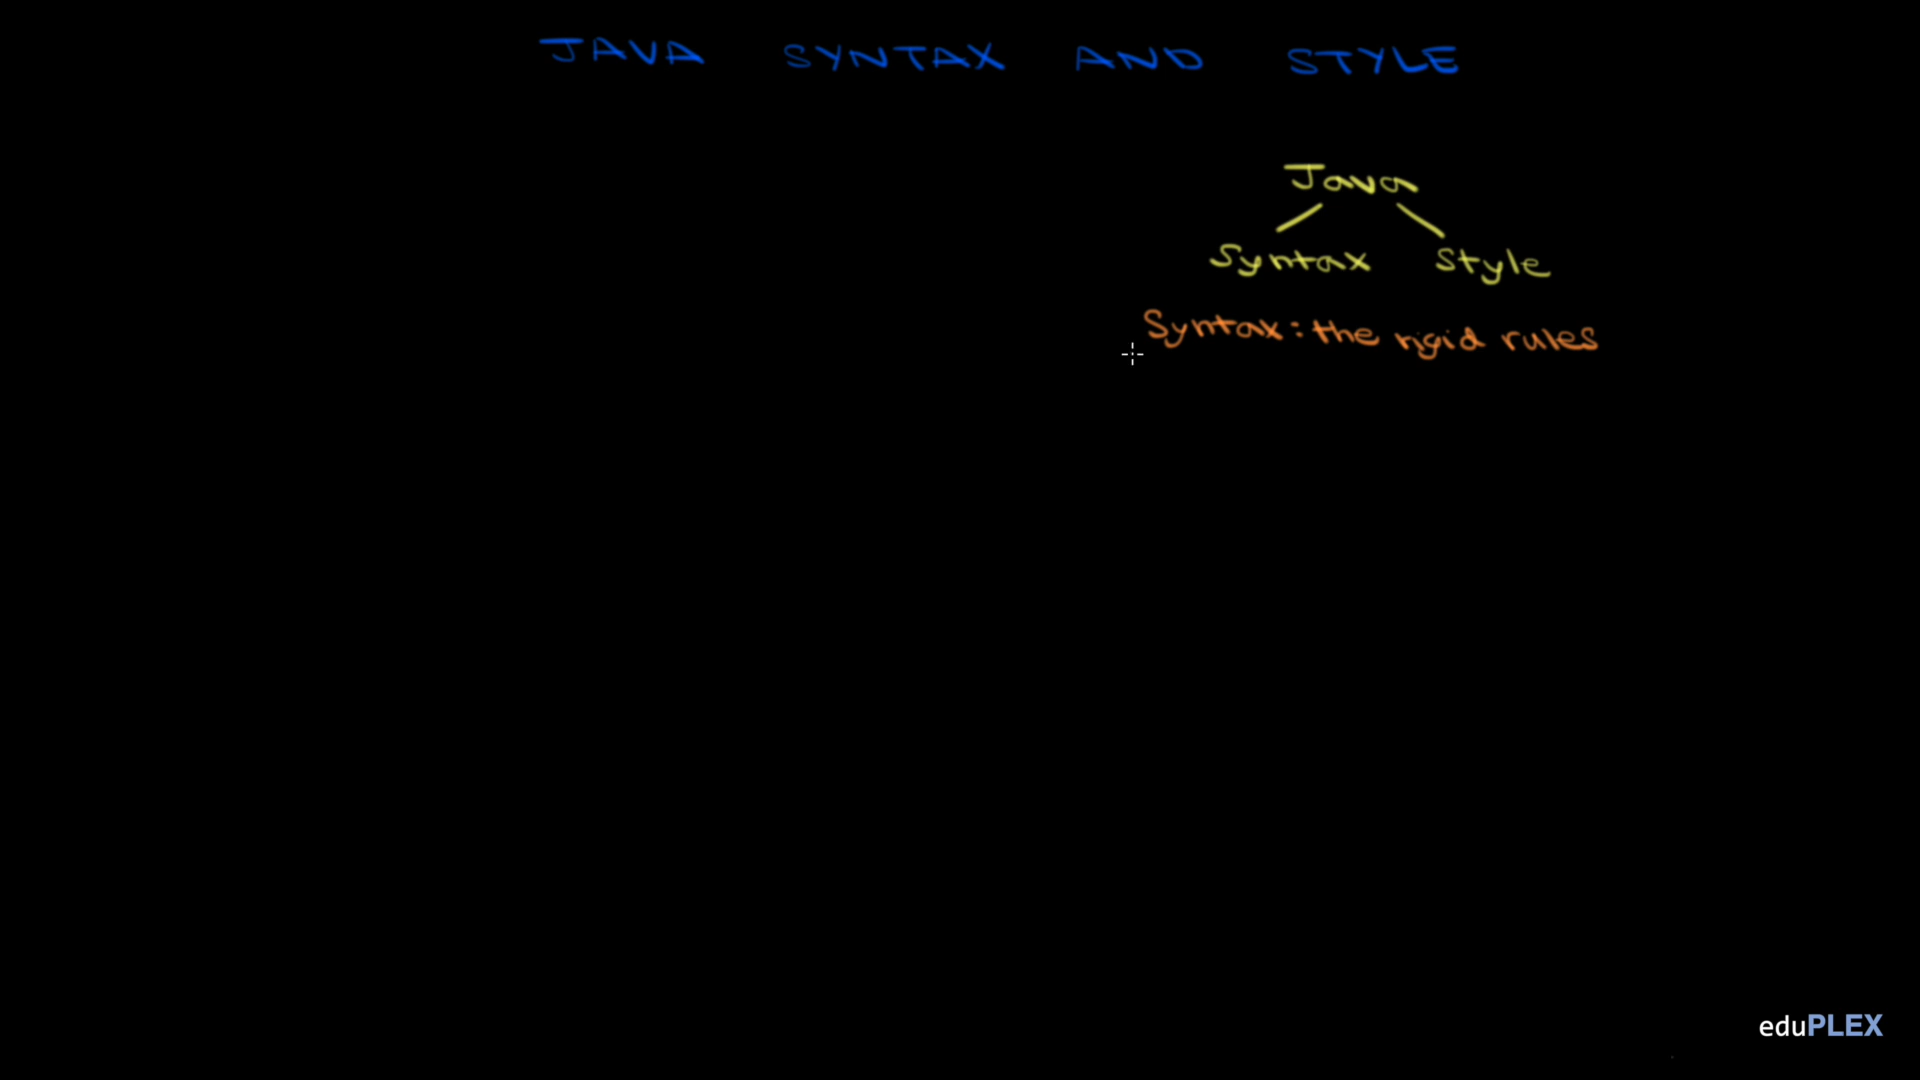 JAVA SYNTAX AND STYLE
Java
Syntax Style
Syntax: the rigid rules
eduPLEX